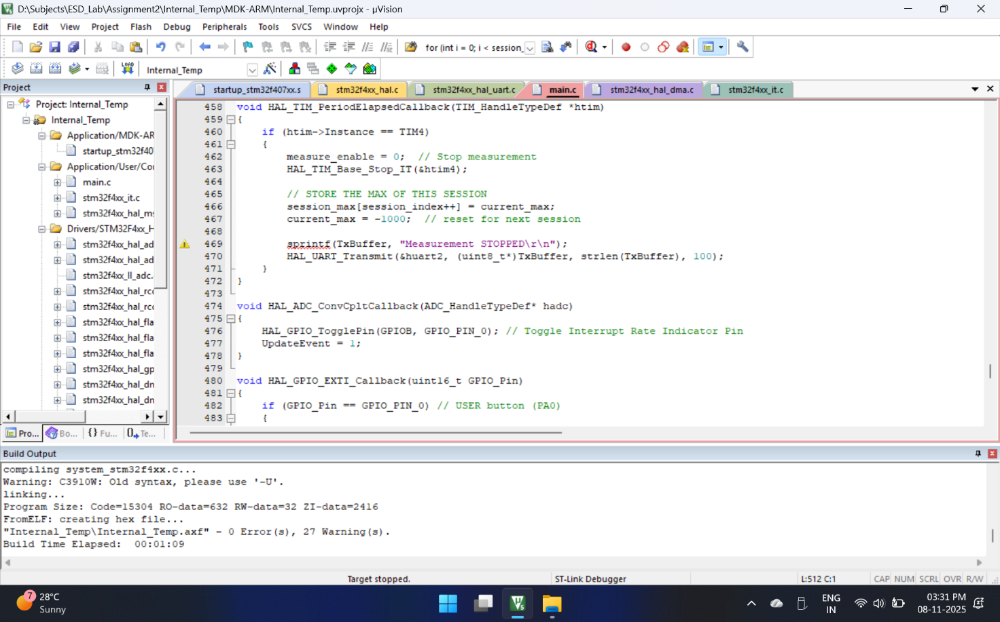 D:\Subjects\ESD_Lab\Assignment2\Internal_Temp\MDK-ARM\Internal_Temp.uvprojx - µVision
File Edit View Project Flash Debug Peripherals Tools SVCS Window Help
for (int i = 0; i < session_
LOAD
Internal_Temp
Project
startup_stm32f407xx.s
stm32f4xx_hal.c
stm32f4xx_hal_uart.c
main.c
stm32f4xx_hal_dma.c
stm32f4xx_it.c
Project: Internal_Temp
Internal_Temp
Application/MDK-AR
startup_stm32f40
Application/User/Cor
main.c
stm32f4xx_it.c
stm32f4xx_hal_ms
Drivers/STM32F4xx_H
stm32f4xx_hal_ad
stm32f4xx_hal_ad
stm32f4xx_ll_adc.
stm32f4xx_hal_rcc
stm32f4xx_hal_rcc
stm32f4xx_hal_fla
stm32f4xx_hal_fla
stm32f4xx_hal_fla
stm32f4xx_hal_gp
stm32f4xx_hal_dm
stm32f4xx_hal_dm
Pro... Bo... {} Fu... Te...
458 void HAL_TIM_PeriodElapsedCallback(TIM_HandleTypeDef *htim)
459 {
460 if (htim->Instance == TIM4)
461 {
462 measure_enable = 0; // Stop measurement
463 HAL_TIM_Base_Stop_IT(&htim4);
464
465 // STORE THE MAX OF THIS SESSION
466 session_max[session_index++] = current_max;
467 current_max = -1000; // reset for next session
468
469 sprintf(TxBuffer, "Measurement STOPPED\r\n");
470 HAL_UART_Transmit(&huart2, (uint8_t*)TxBuffer, strlen(TxBuffer), 100);
471 }
472 }
473
474 void HAL_ADC_ConvCpltCallback(ADC_HandleTypeDef* hadc)
475 {
476 HAL_GPIO_TogglePin(GPIOB, GPIO_PIN_0); // Toggle Interrupt Rate Indicator Pin
477 UpdateEvent = 1;
478 }
479
480 void HAL_GPIO_EXTI_Callback(uint16_t GPIO_Pin)
481 {
482 if (GPIO_Pin == GPIO_PIN_0) // USER button (PA0)
483 {
Build Output
compiling system_stm32f4xx.c...
Warning: C3910W: Old syntax, please use '-U'.
linking...
Program Size: Code=15304 RO-data=632 RW-data=32 ZI-data=2416
FromELF: creating hex file...
"Internal_Temp\Internal_Temp.axf" - 0 Error(s), 27 Warning(s).
Build Time Elapsed:  00:01:09
Target stopped. ST-Link Debugger L:512 C:1 CAP NUM SCRL OVR R/W
7
28°C
Sunny
ENG
IN
03:31 PM
08-11-2025